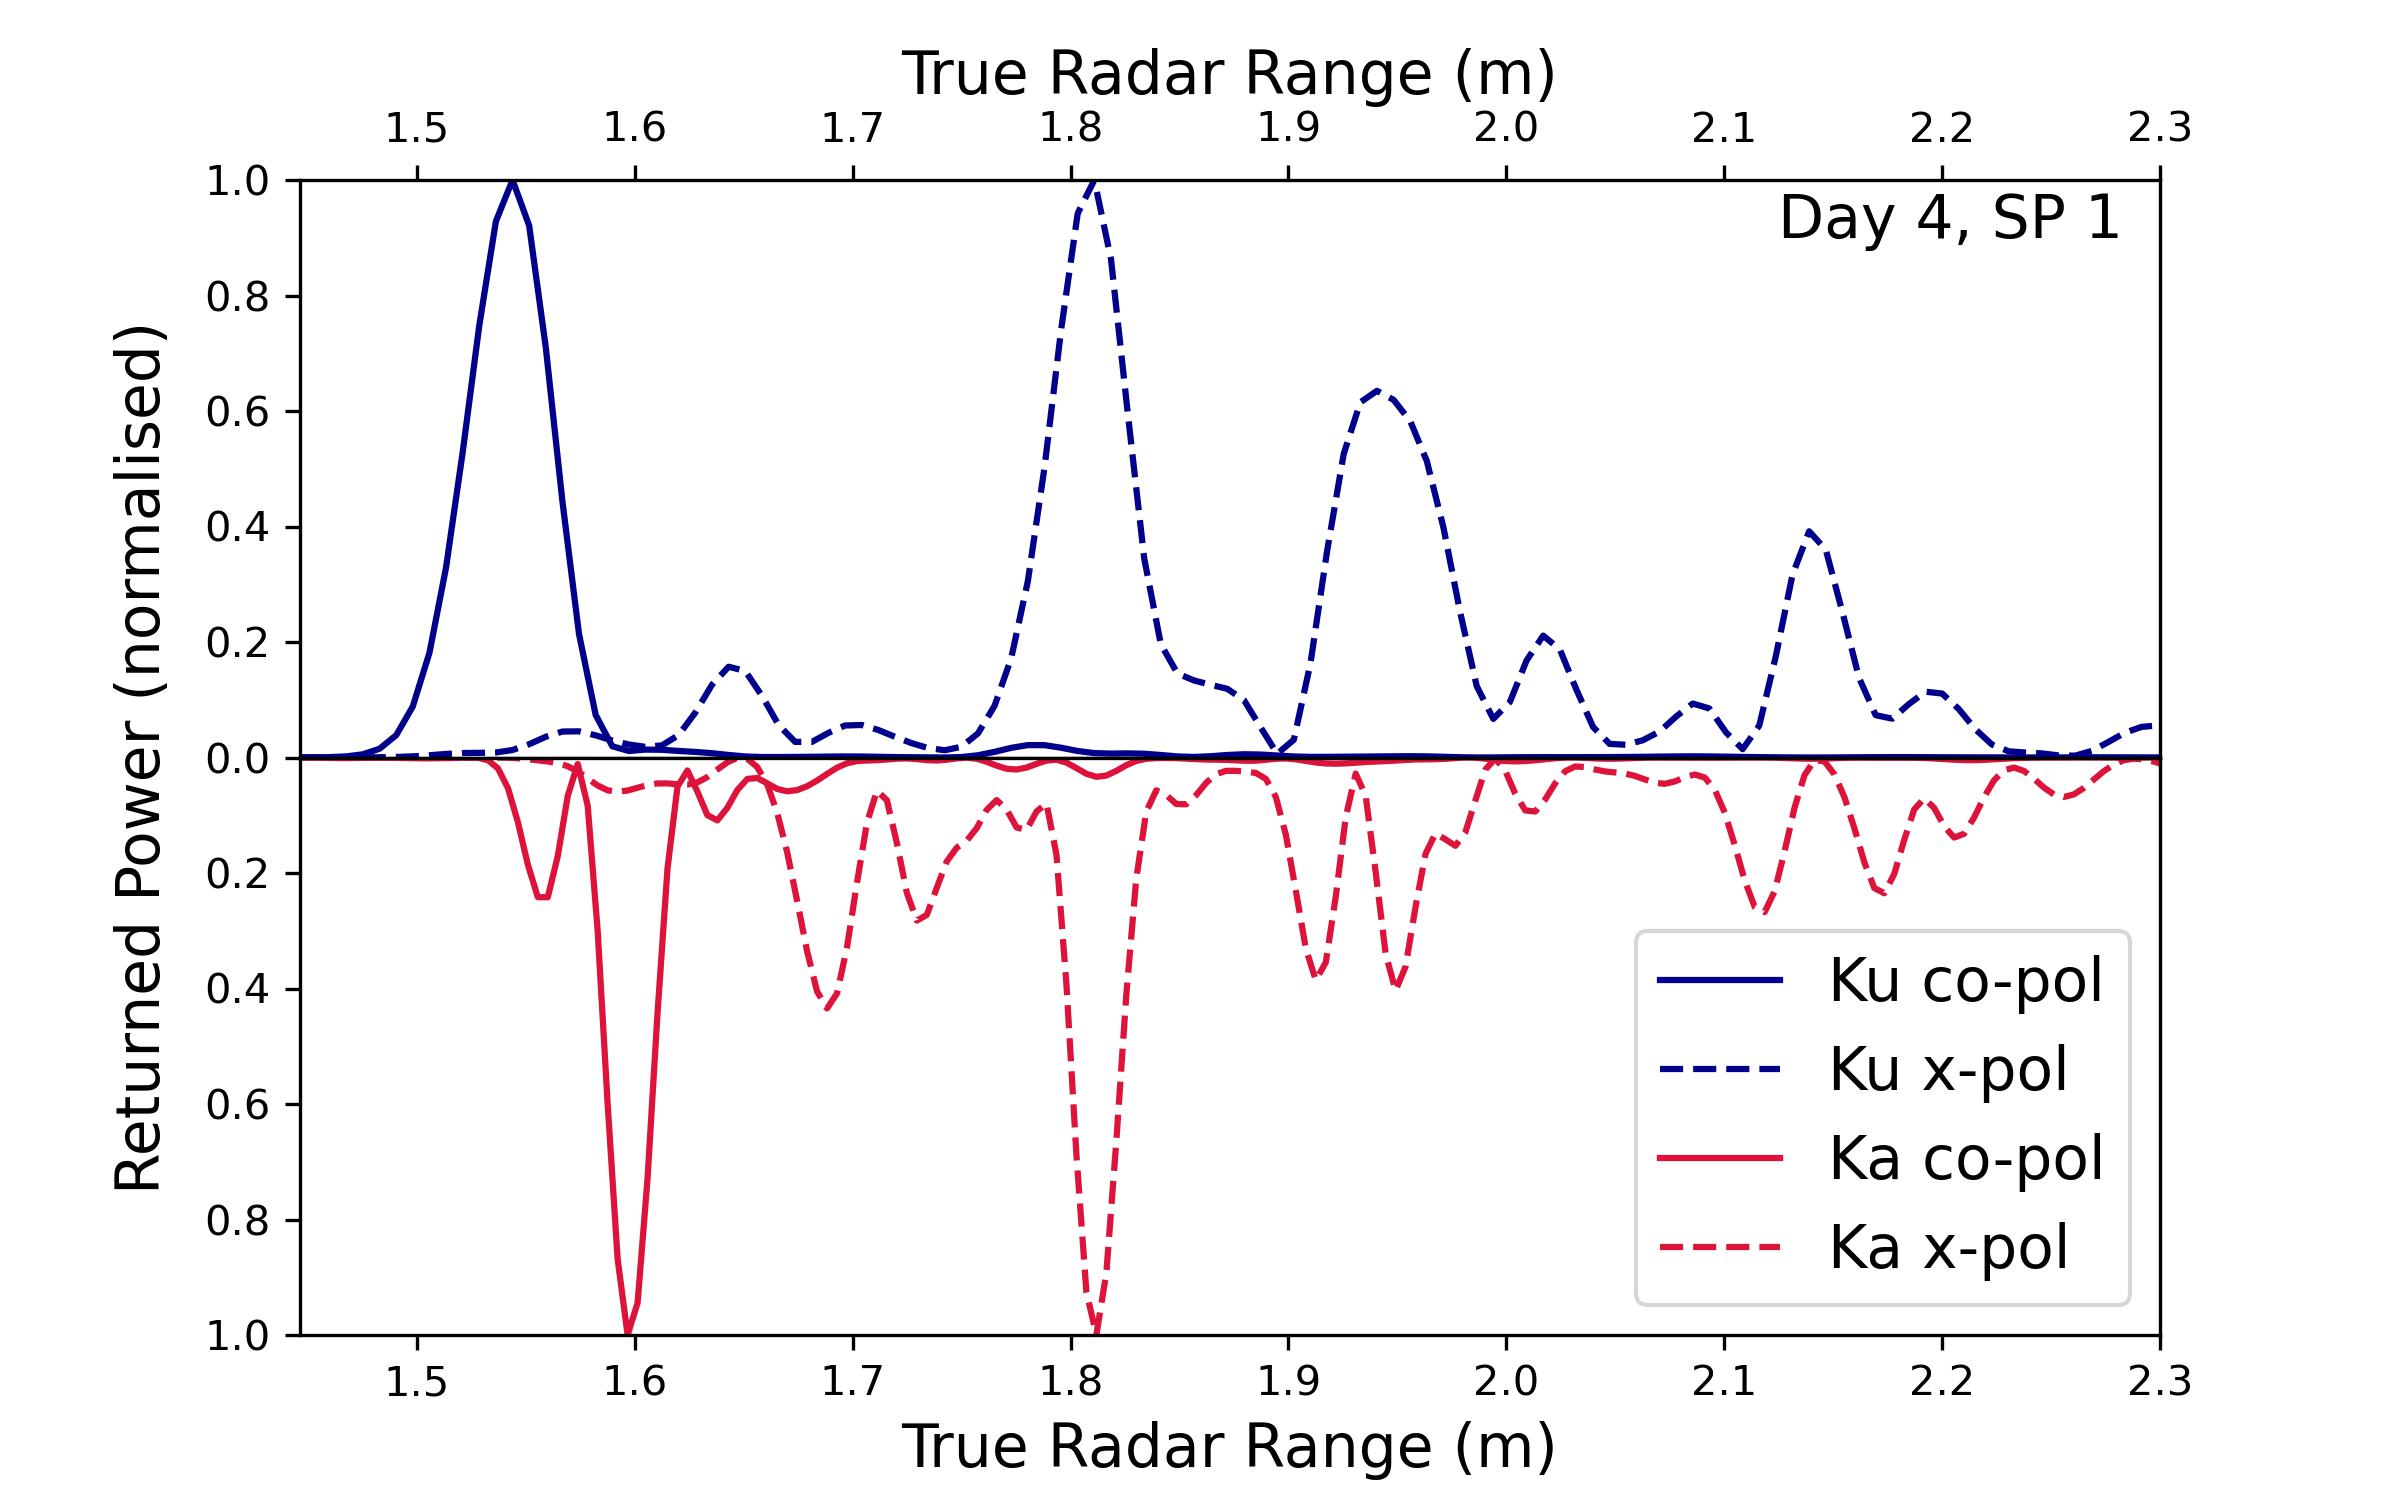 True Radar Range (m)
1.5 1.6 1.7 1.8 1.9 2.0 2.1 2.2 2.3
Day 4, SP 1
Returned Power (normalised)
1.0
0.8
0.6
0.4
0.2
0.0
0.2
0.4
0.6
0.8
1.0
Ku co-pol
Ku x-pol
Ka co-pol
Ka x-pol
1.5 1.6 1.7 1.8 1.9 2.0 2.1 2.2 2.3
True Radar Range (m)